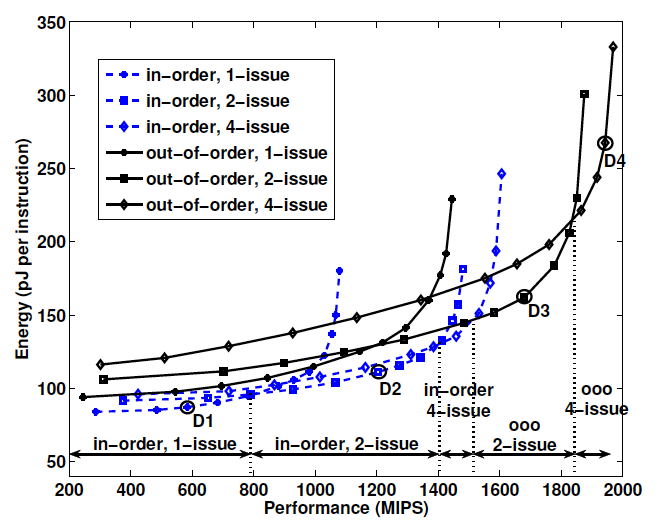 350
300
250
200
150
100
50
Energy (pJ per instruction)
in-order, 1-issue
in-order, 2-issue
in-order, 4-issue
out-of-order, 1-issue
out-of-order, 2-issue
out-of-order, 4-issue
D4
D3
D2
D1
in-order
4-issue
ooo
4-issue
ooo
2-issue
in-order, 1-issue
in-order, 2-issue
200 400 600 800 1000 1200 1400 1600 1800 2000
Performance (MIPS)